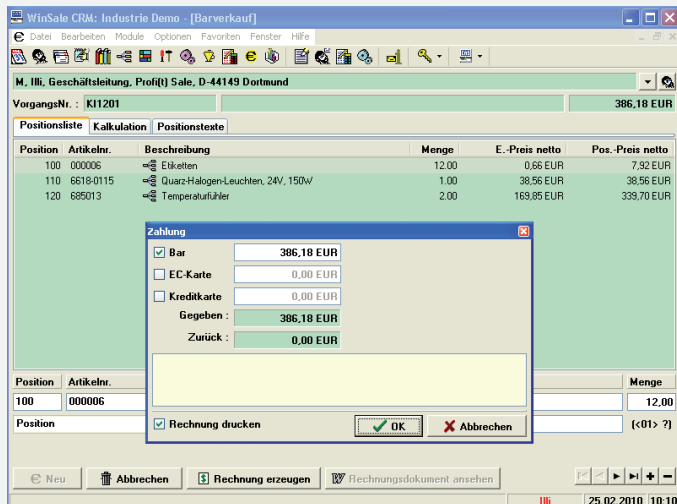 WinSale CRM: Industrie Demo - [Barverkauf]
Datei Bearbeiten Module Optionen Favoriten Fenster Hilfe
M, Illi, Geschäftsleitung, Profi(t) Sale, D-44149 Dortmund
VorgangsNr. : KI1201 386,18 EUR
Positionsliste Kalkulation Positionstexte
Position Artikelnr. Beschreibung Menge E.-Preis netto Pos.-Preis netto
100 000006 Etiketten 12.00 0,66 EUR 7,92 EUR
110 6618-0115 Quarz-Halogen-Leuchten, 24V, 150W 1.00 38,56 EUR 38,56 EUR
120 685013 Temperaturfühler 2.00 169,85 EUR 339,70 EUR
Zahlung
Bar 386,18 EUR
EC-Karte 0,00 EUR
Kreditkarte 0,00 EUR
Gegeben : 386,18 EUR
Zurück : 0,00 EUR
Rechnung drucken OK Abbrechen
Position Artikelnr. Menge
100 000006 12,00
Position (<01> ?)
Neu Abbrechen Rechnung erzeugen Rechnungsdokument ansehen
Illi 25.02.2010 10:10